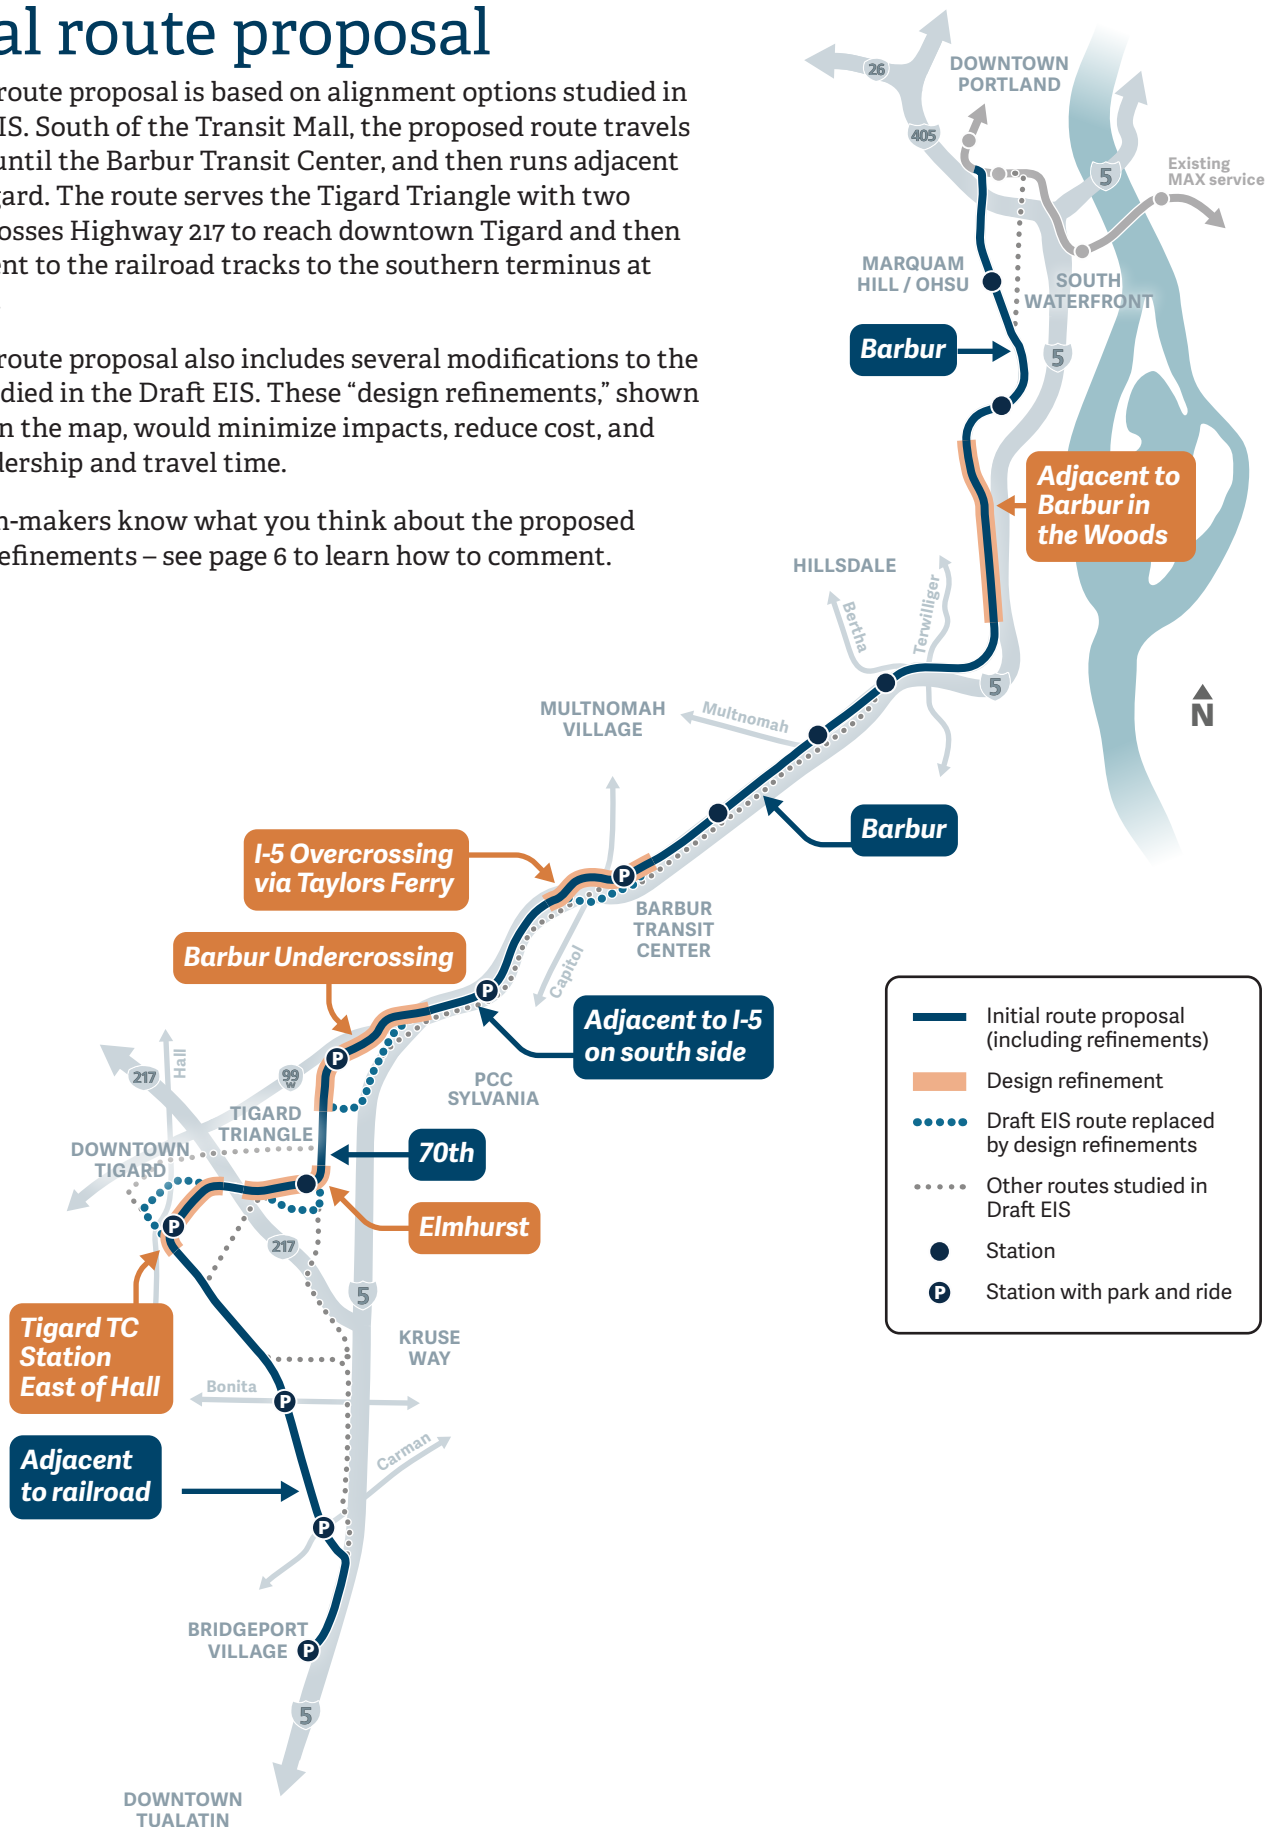 al route proposal
route proposal is based on alignment options studied in
EIS. South of the Transit Mall, the proposed route travels
until the Barbur Transit Center, and then runs adjacent
gard. The route serves the Tigard Triangle with two
osses Highway 217 to reach downtown Tigard and then
ent to the railroad tracks to the southern terminus at
.
route proposal also includes several modifications to the
died in the Draft EIS. These “design refinements,” shown
n the map, would minimize impacts, reduce cost, and
dership and travel time.
n-makers know what you think about the proposed
efinements – see page 6 to learn how to comment.
26
DOWNTOWN
PORTLAND
405
5
Existing
MAX service
MARQUAM
HILL / OHSU
SOUTH
WATERFRONT
Barbur
5
Adjacent to
Barbur in
the Woods
HILLSDALE
Bertha
Terwilliger
5
N
MULTNOMAH
VILLAGE
Multnomah
Barbur
I-5 Overcrossing
via Taylors Ferry
P
BARBUR
TRANSIT
CENTER
Barbur Undercrossing
Capitol
P
Adjacent to I-5
on south side
P
Hall
217
99
W
PCC
SYLVANIA
TIGARD
TRIANGLE
DOWNTOWN
TIGARD
70th
P
Elmhurst
217
5
Tigard TC
Station
East of Hall
KRUSE
WAY
Bonita
P
Carman
Adjacent
to railroad
P
BRIDGEPORT
VILLAGE
P
5
DOWNTOWN
TUALATIN
Initial route proposal
(including refinements)
Design refinement
Draft EIS route replaced
by design refinements
Other routes studied in
Draft EIS
Station
P
Station with park and ride